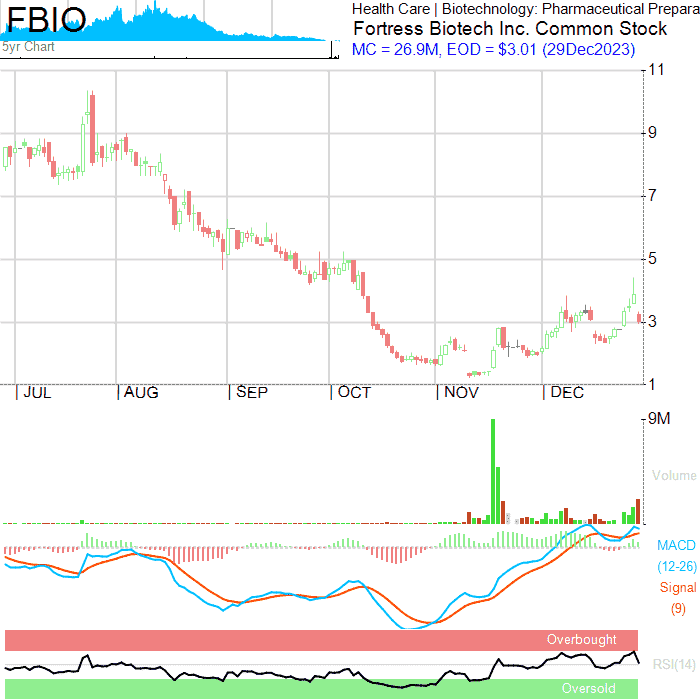 FBIO
5yr Chart
Health Care | Biotechnology: Pharmaceutical Prepara
Fortress Biotech Inc. Common Stock
MC = 26.9M, EOD = $3.01 (29Dec2023)
11
9
7
5
3
1
JUL AUG SEP OCT NOV DEC
9M
Volume
MACD
(12-26)
Signal
(9)
Overbought
RSI(14)
Oversold